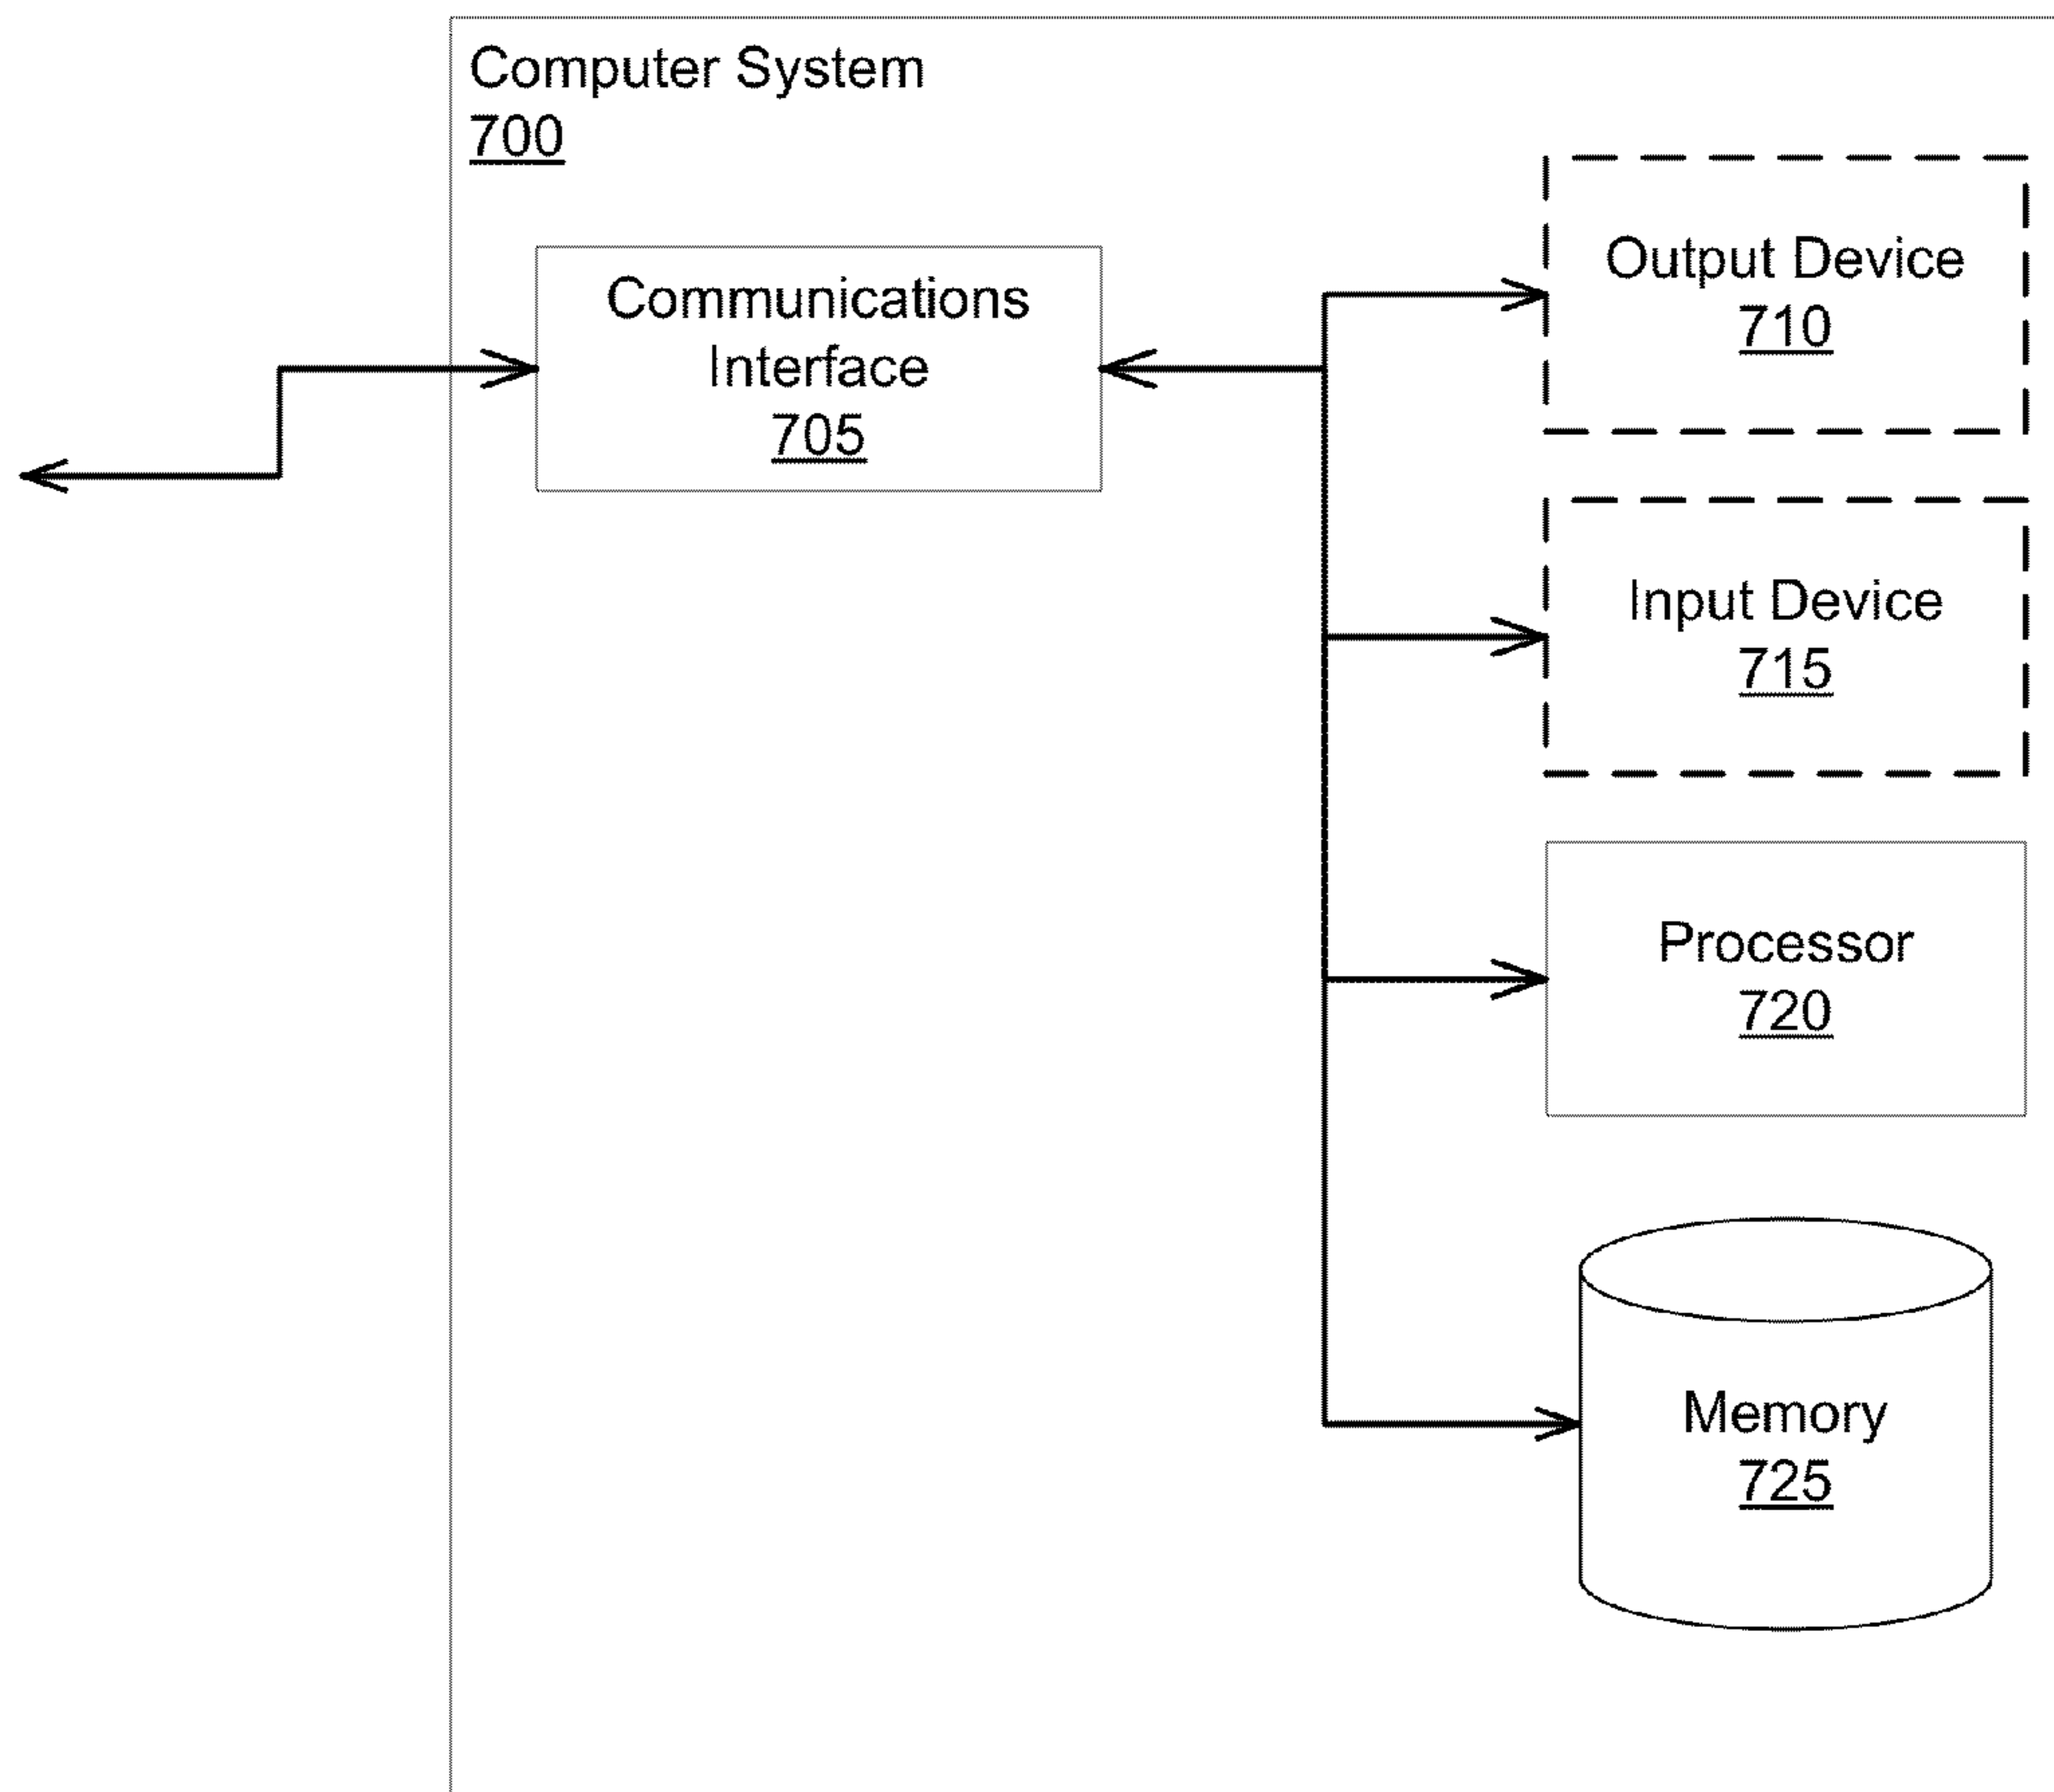 Computer System
700
Communications
Interface
705
Output Device
710
Input Device
715
Processor
720
Memory
725